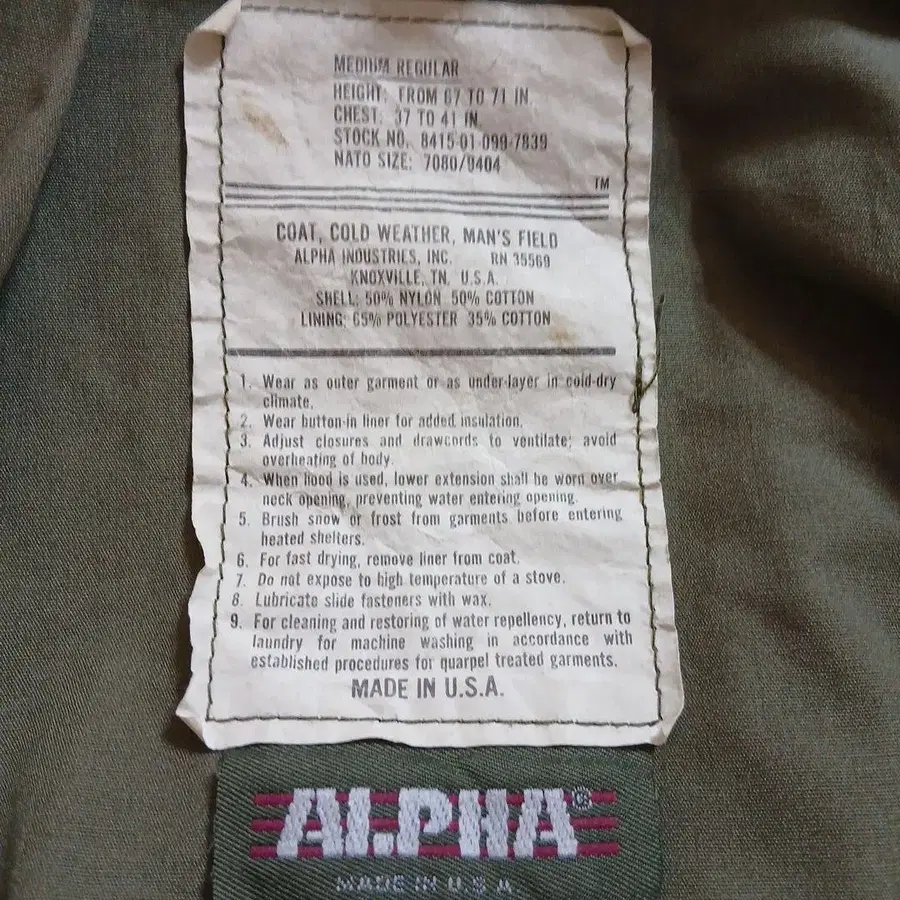 MEDIUM REGULAR
HEIGHT: FROM 67 TO 71 IN.
CHEST: 37 TO 41 IN.
STOCK NO. 8415-01-099-7839
NATO SIZE: 7080/9404
TM
COAT, COLD WEATHER, MAN'S FIELD
ALPHA INDUSTRIES, INC. RN 35569
KNOXVILLE, TN. U.S.A.
SHELL: 50% NYLON 50% COTTON
LINING: 65% POLYESTER 35% COTTON
1. Wear as outer garment or as under-layer in cold-dry
climate.
2. Wear button-in liner for added insulation.
3. Adjust closures and drawcords to ventilate; avoid
overheating of body.
4. When hood is used, lower extension shall be worn over
neck opening, preventing water entering opening.
5. Brush snow or frost from garments before entering
heated shelters.
6. For fast drying, remove liner from coat.
7. Do not expose to high temperature of a stove.
8. Lubricate slide fasteners with wax.
9. For cleaning and restoring of water repellency, return to
laundry for machine washing in accordance with
established procedures for quarpel treated garments.
MADE IN U.S.A.
ALPHA®
MADE IN U.S.A.